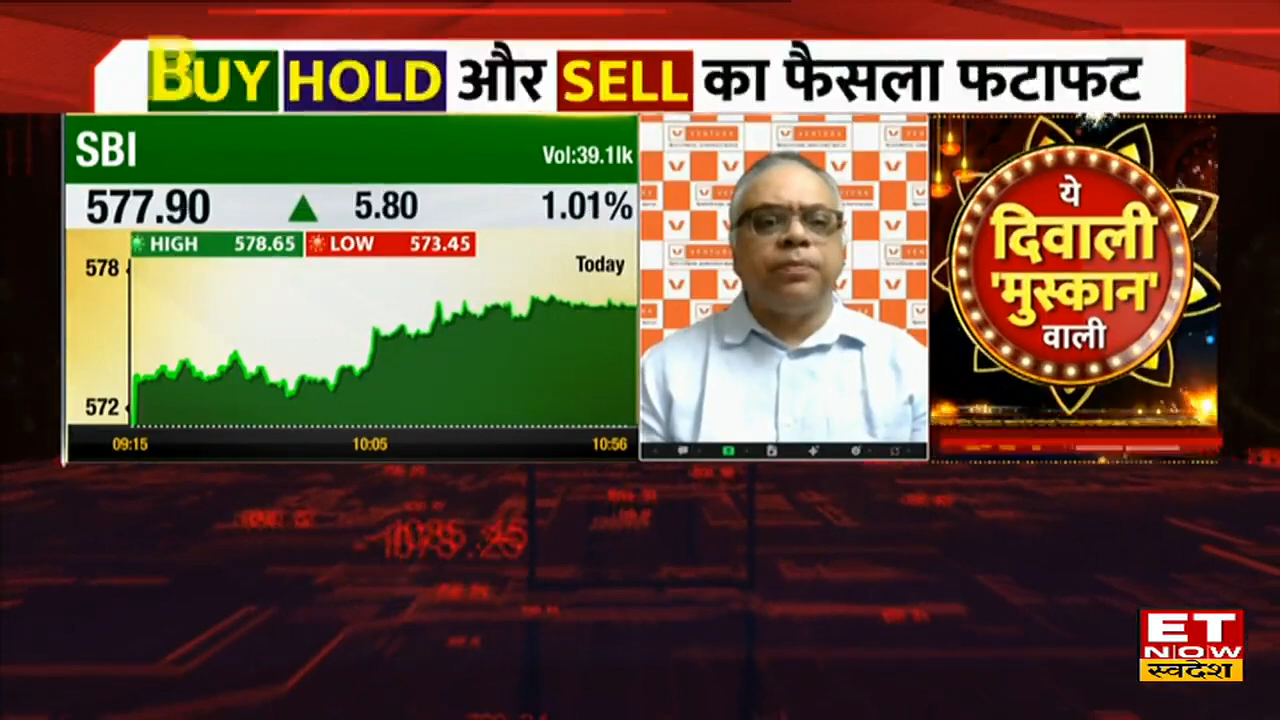 BUY HOLD और SELL का फैसला फटाफट
SBI
Vol:39.1lk
577.90 ▲ 5.80 1.01%
HIGH 578.65 LOW 573.45
Today
578
572
09:15 10:05 10:56
VENTURA
ये
दिवाली
'मुस्कान'
वाली
ET
NOW
स्वदेश